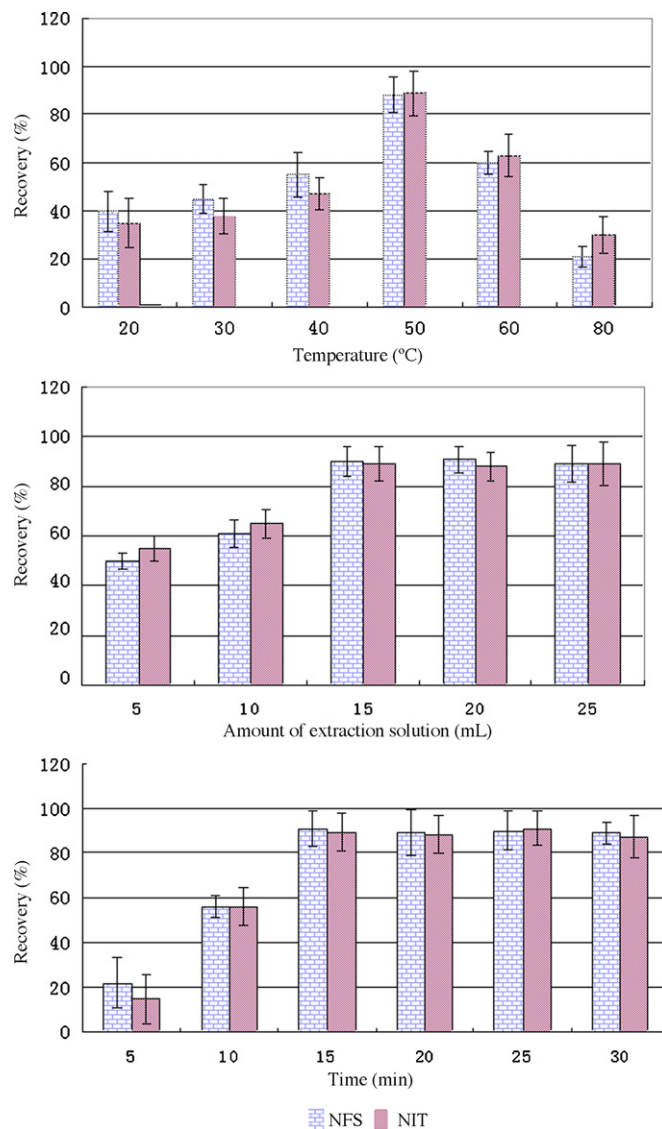 120
100
80
60
40
20
0
Recovery (%)
20 30 40 50 60 80
Temperature (ºC)
120
100
80
60
40
20
0
Recovery (%)
5 10 15 20 25
Amount of extraction solution (mL)
120
100
80
60
40
20
0
Recovery (%)
5 10 15 20 25 30
Time (min)
NFS NIT